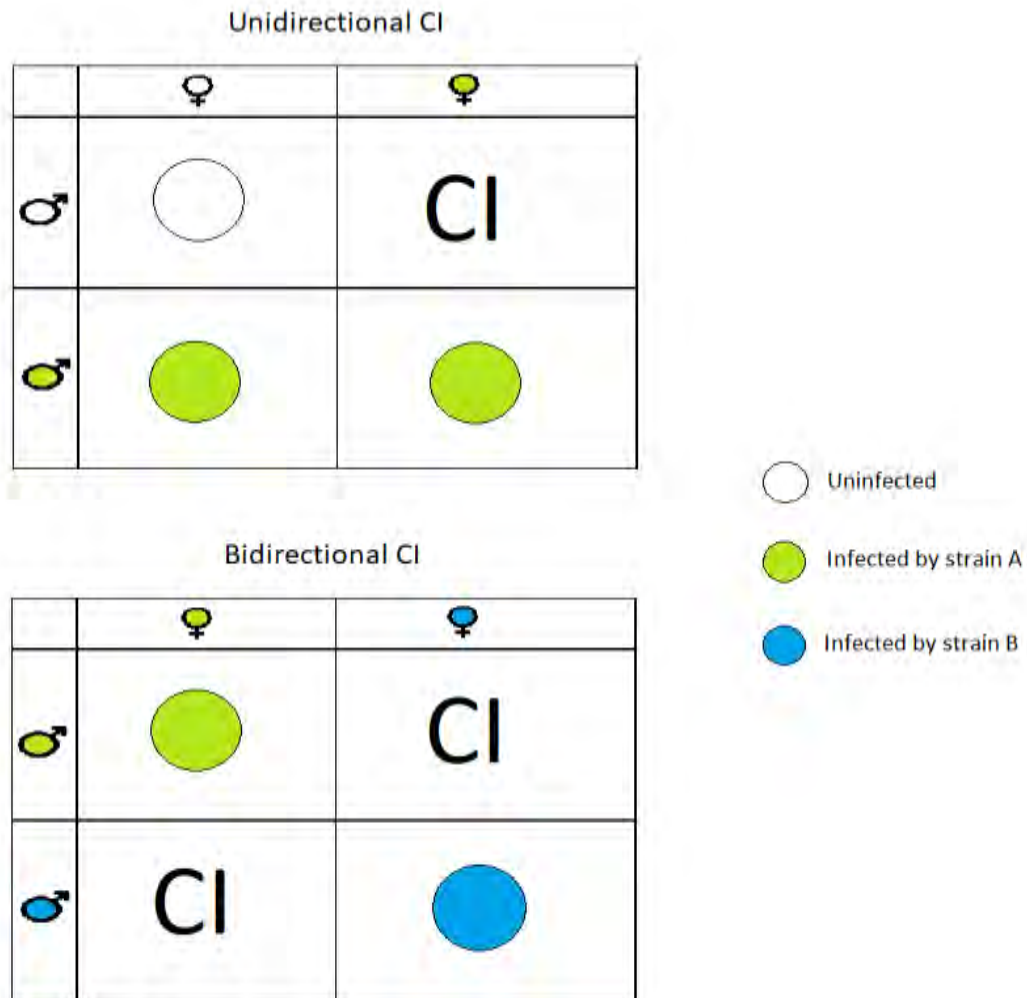 Unidirectional CI
CI
Uninfected
Infected by strain A
Infected by strain B
Bidirectional CI
CI
CI